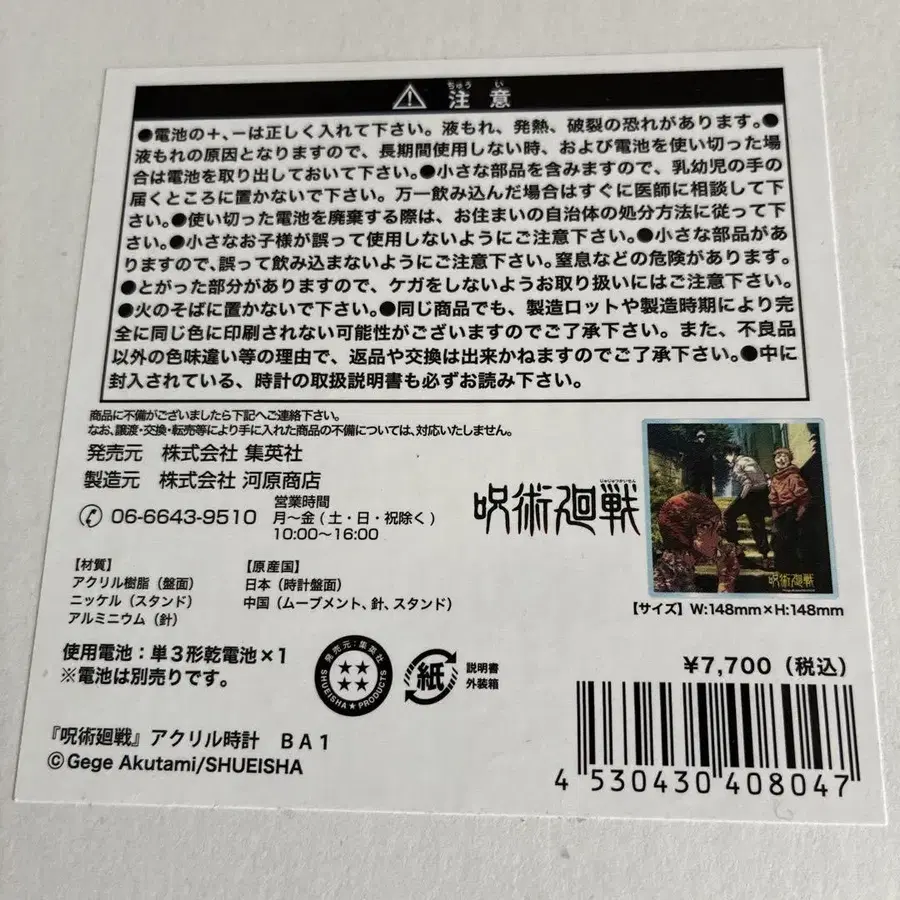 ちゅう い
⚠ 注 意
●電池の＋、－は正しく入れて下さい。液もれ、発熱、破裂の恐れがあります。●
液もれの原因となりますので、長期間使用しない時、および電池を使い切った場
合は電池を取り出しておいて下さい。●小さな部品を含みますので、乳幼児の手の
届くところに置かないで下さい。万一飲み込んだ場合はすぐに医師に相談して下
さい。●使い切った電池を廃棄する際は、お住まいの自治体の処分方法に従って下
さい。●小さなお子様が誤って使用しないようにご注意下さい。●小さな部品があ
りますので、誤って飲み込まないようにご注意下さい。窒息などの危険があります。
●とがった部分がありますので、ケガをしないようお取り扱いにはご注意下さい。
●火のそばに置かないで下さい。●同じ商品でも、製造ロットや製造時期により完
全に同じ色に印刷されない可能性がございますのでご了承下さい。また、不良品
以外の色味違い等の理由で、返品や交換は出来かねますのでご了承下さい。●中に
封入されている、時計の取扱説明書も必ずお読み下さい。
商品に不備がございましたら下記へご連絡下さい。
なお、譲渡・交換・転売等により手に入れた商品の不備については、対応いたしません。
発売元　株式会社 集英社
製造元　株式会社 河原商店
06-6643-9510
営業時間
月～金（土・日・祝除く）
10:00～16:00
じゅじゅつかいせん
呪術廻戦
呪術廻戦
【サイズ】W:148mm×H:148mm
【材質】
アクリル樹脂（盤面）
ニッケル（スタンド）
アルミニウム（針）
【原産国】
日本（時計盤面）
中国（ムーブメント、針、スタンド）
使用電池：単３形乾電池×1
※電池は別売りです。
発売元：集英社
SHUEISHA★PRODUCTS
紙
説明書
外装箱
¥7,700（税込）
4 530430 408047
『呪術廻戦』アクリル時計　BA1
©Gege Akutami/SHUEISHA